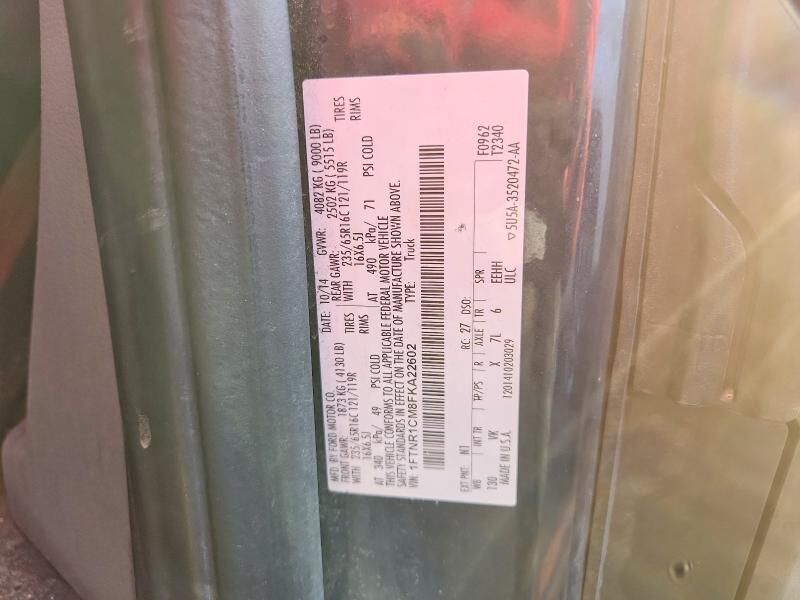 MFD. BY FORD MOTOR CO.
DATE: 10/14 GVWR: 4082 KG ( 9000 LB)
FRONT GAWR: 1873 KG ( 4130 LB) REAR GAWR: 2502 KG ( 5515 LB)
WITH 235/65R16C 121/119R TIRES WITH 235/65R16C 121/119R TIRES
16X6.5J RIMS 16X6.5J RIMS
AT 340 kPa/ 49 PSI COLD AT 490 kPa/ 71 PSI COLD
THIS VEHICLE CONFORMS TO ALL APPLICABLE FEDERAL MOTOR VEHICLE
SAFETY STANDARDS IN EFFECT ON THE DATE OF MANUFACTURE SHOWN ABOVE.
VIN: 1FTNR1CM8FKA22602 TYPE: Truck
EXT PNT: N1 RC: 27 DSO: F0962
WB INT TR TP/PS R AXLE TR SPR T2340
130 VK X 7L 6 EEHH
MADE IN U.S.A. 1201410203029 ULC
▽ 5U5A-3520472-AA